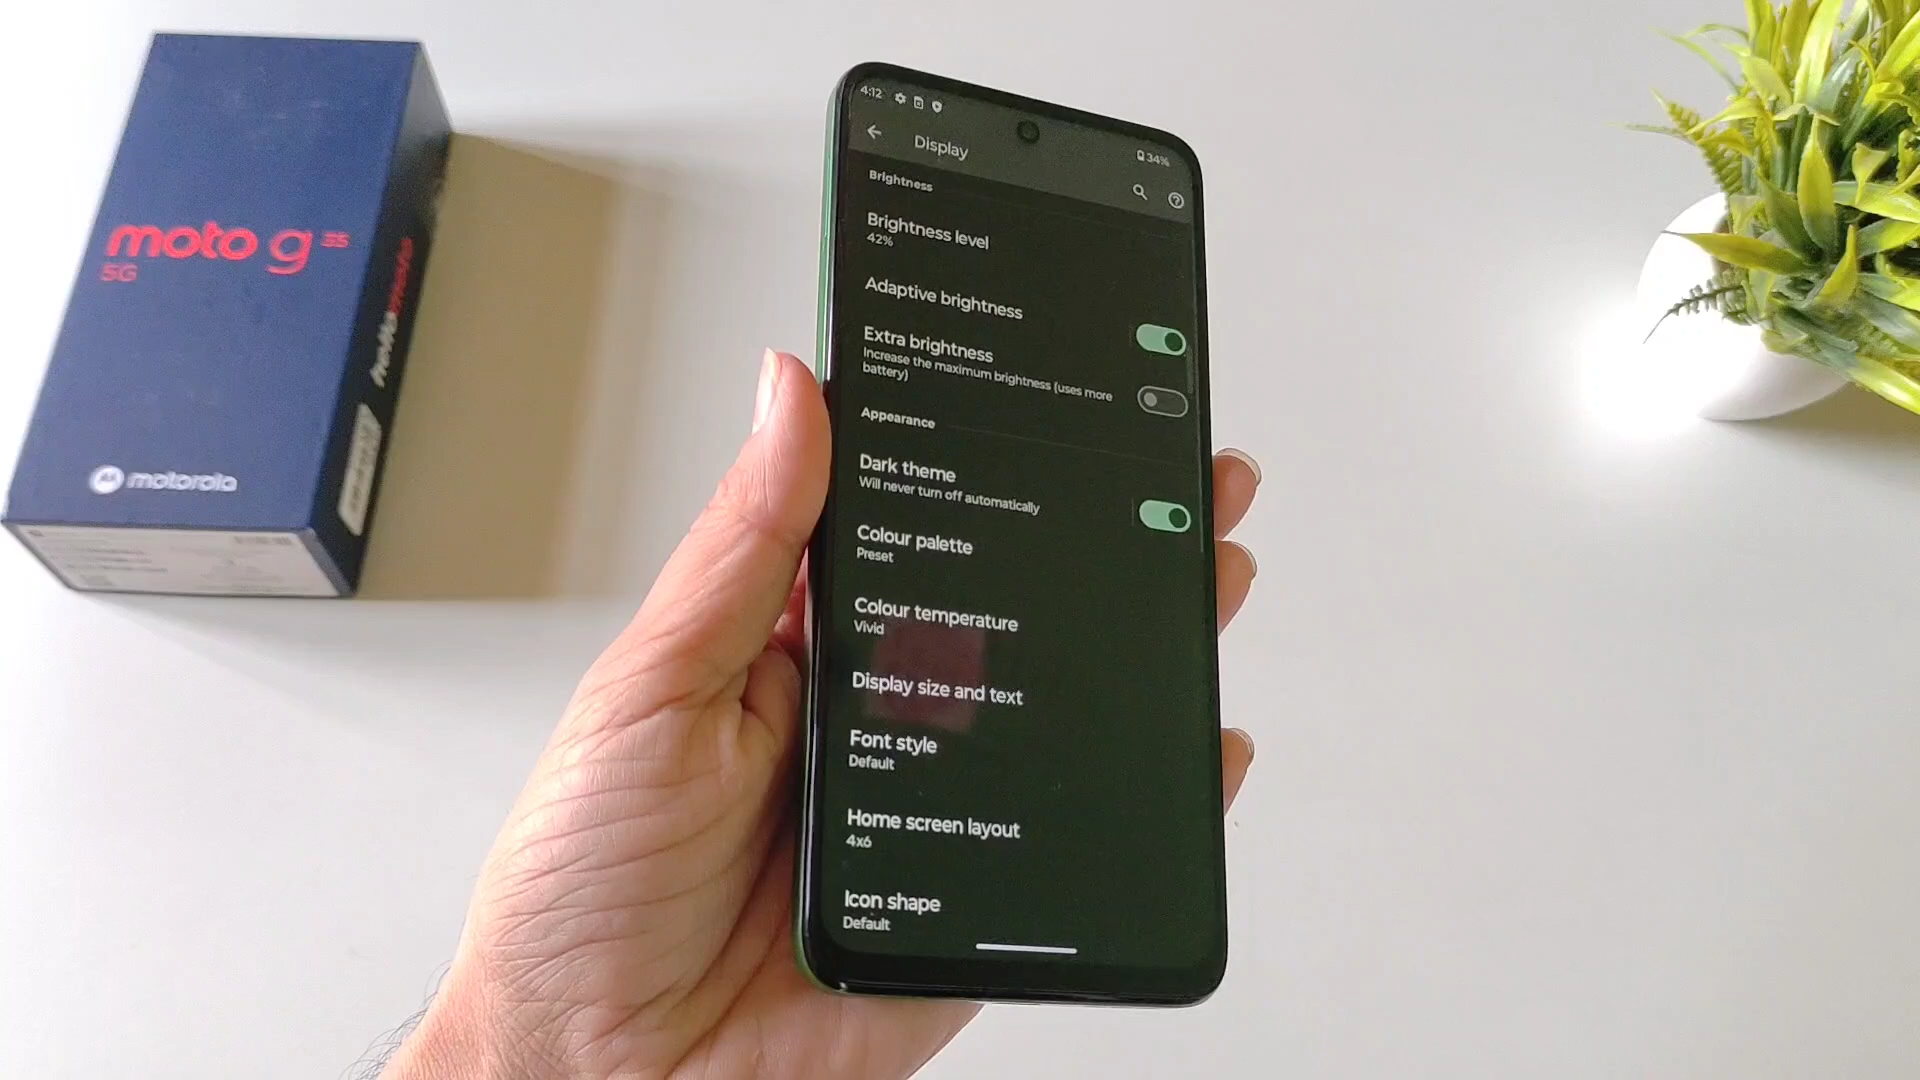 moto g 35
5G
motorola
4:12
34%
Display
Brightness
Brightness level
42%
Adaptive brightness
Extra brightness
Increase the maximum brightness (uses more
battery)
Appearance
Dark theme
Will never turn off automatically
Colour palette
Preset
Colour temperature
Vivid
Display size and text
Font style
Default
Home screen layout
4x6
Icon shape
Default